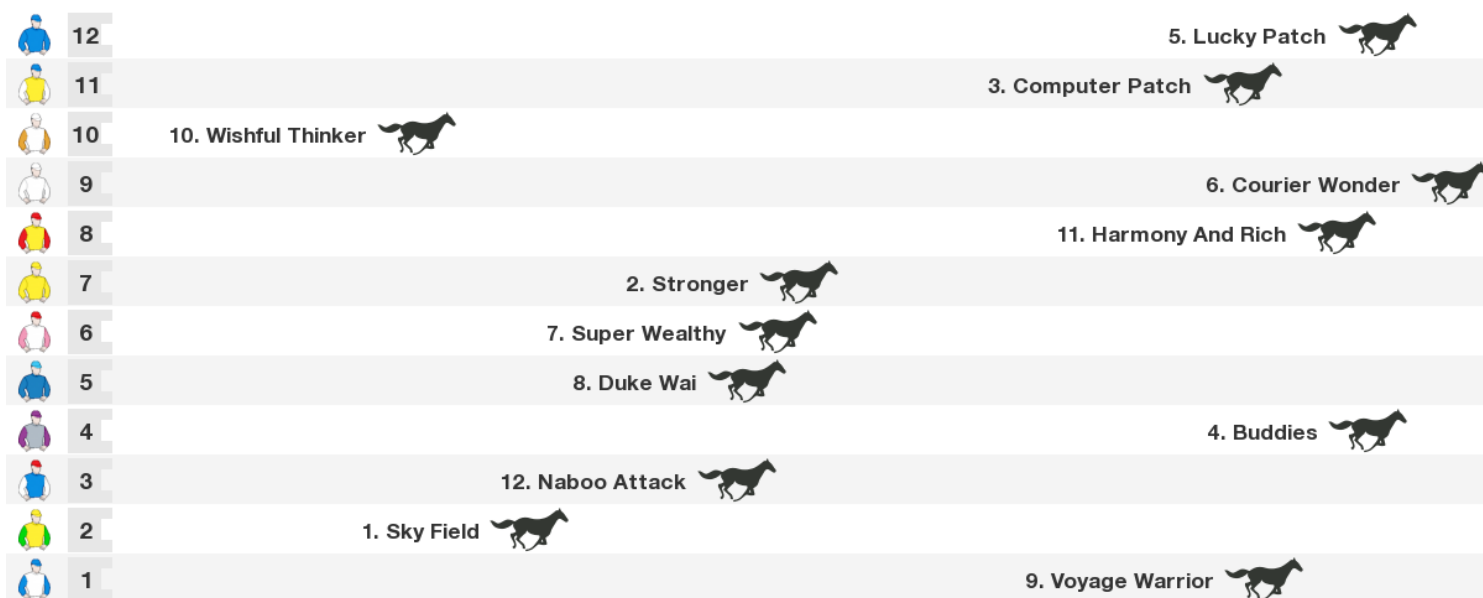 12 5. Lucky Patch
11 3. Computer Patch
10 10. Wishful Thinker
9 6. Courier Wonder
8 11. Harmony And Rich
7 2. Stronger
6 7. Super Wealthy
5 8. Duke Wai
4 4. Buddies
3 12. Naboo Attack
2 1. Sky Field
1 9. Voyage Warrior